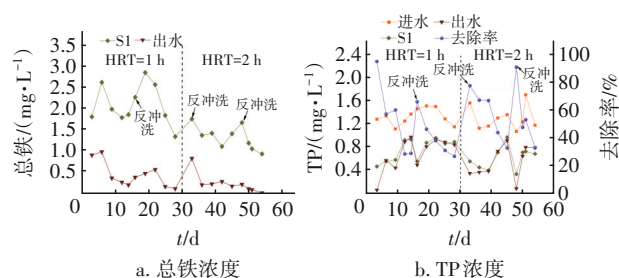 S1 出水
3.5
3.0
2.5
2.0
1.5
1.0
0.5
总铁/(mg·L⁻¹)
HRT=1 h
HRT=2 h
反冲洗
反冲洗
反冲洗
0 10 20 30 40 50 60
t/d
a. 总铁浓度
进水 出水
S1 去除率
2.4
2.0
1.6
1.2
0.8
0.4
TP/(mg·L⁻¹)
HRT=1 h
HRT=2 h
反冲洗
反冲洗
反冲洗
100
80
60
40
20
0
去除率/%
0 10 20 30 40 50 60
t/d
b. TP浓度